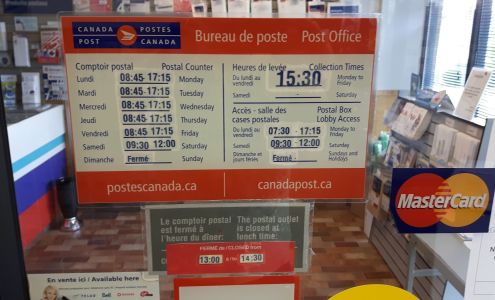 CANADA POSTES
POST CANADA
Bureau de poste Post Office
Comptoir postal Postal Counter
Lundi 08:45 17:15 Monday
Mardi 08:45 17:15 Tuesday
Mercredi 08:45 17:15 Wednesday
Jeudi 08:45 17:15 Thursday
Vendredi 08:45 17:15 Friday
Samedi 09:30 12:00 Saturday
Dimanche Fermé Sunday
Heures de levée Collection Times
Du lundi au vendredi 15:30 Monday to Friday
Samedi Saturday
Accès - salle des cases postales Postal Box Lobby Access
Du lundi au vendredi 07:30 - 17:15 Monday to Friday
Samedi 09:30 12:00 Saturday
Dimanche et jours fériés Fermé Sundays and Holidays
postescanada.ca canadapost.ca
Le comptoir postal The postal outlet
est fermé à is closed at
l'heure du dîner: lunch time:
FERMÉ DE / CLOSED from
13:00 à / to 14:30
MasterCard
En vente ici / Available here